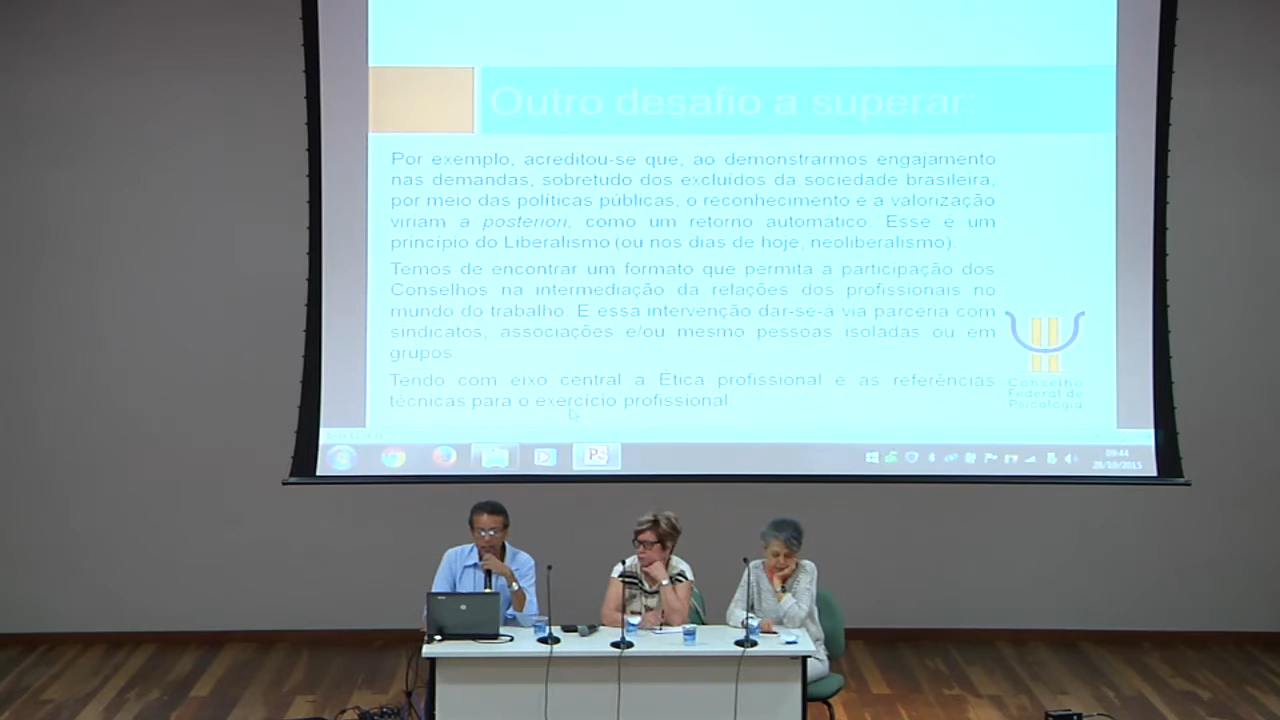 Outro desafio a superar:
Por exemplo, acreditou-se que, ao demonstrarmos engajamento
nas demandas, sobretudo dos excluídos da sociedade brasileira,
por meio das políticas públicas, o reconhecimento e a valorização
viriam a posteriori, como um retorno automático. Esse é um
princípio do Liberalismo (ou nos dias de hoje, neoliberalismo).
Temos de encontrar um formato que permita a participação dos
Conselhos na intermediação da relações dos profissionais no
mundo do trabalho. E essa intervenção dar-se-á via parceria com
sindicatos, associações e/ou mesmo pessoas isoladas ou em
grupos.
Tendo com eixo central a Ética profissional e as referências
técnicas para o exercício profissional.
Conselho
Federal de
Psicologia
09:44
28/10/2015